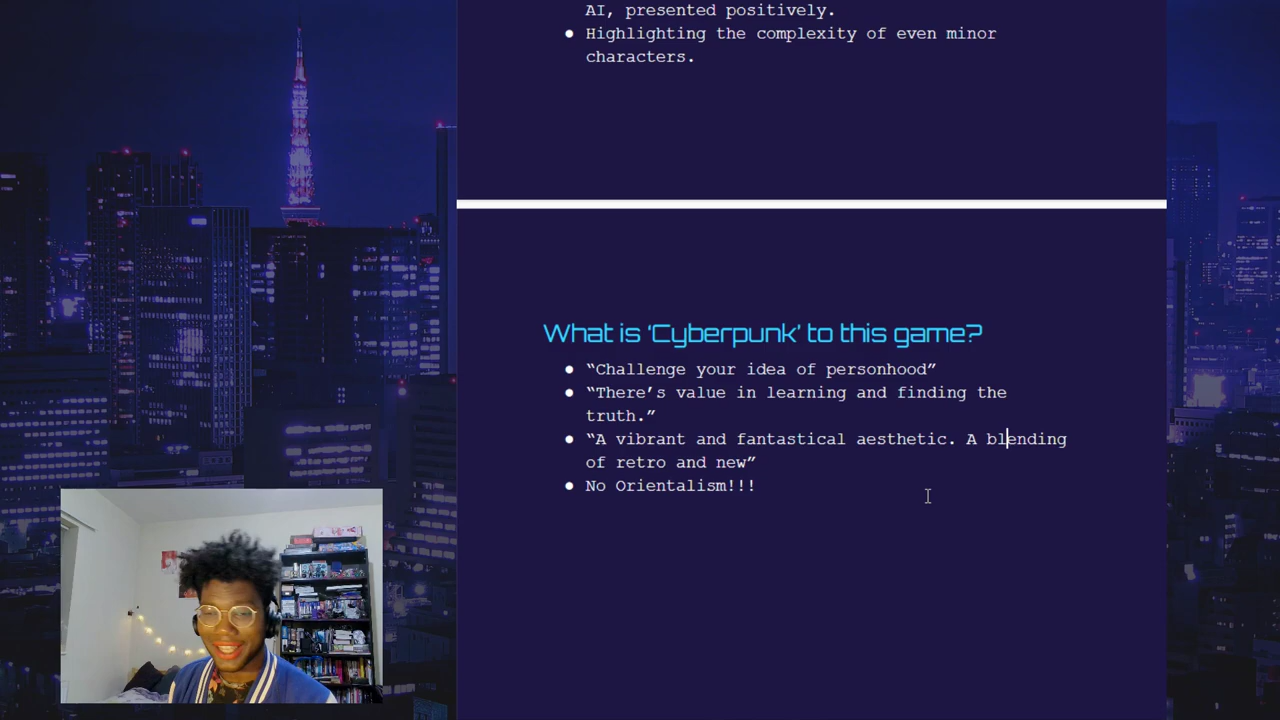 AI, presented positively.
● Highlighting the complexity of even minor
characters.
What is ‘Cyberpunk’ to this game?
● “Challenge your idea of personhood”
● “There’s value in learning and finding the
truth.”
● “A vibrant and fantastical aesthetic. A blending
of retro and new”
● No Orientalism!!!